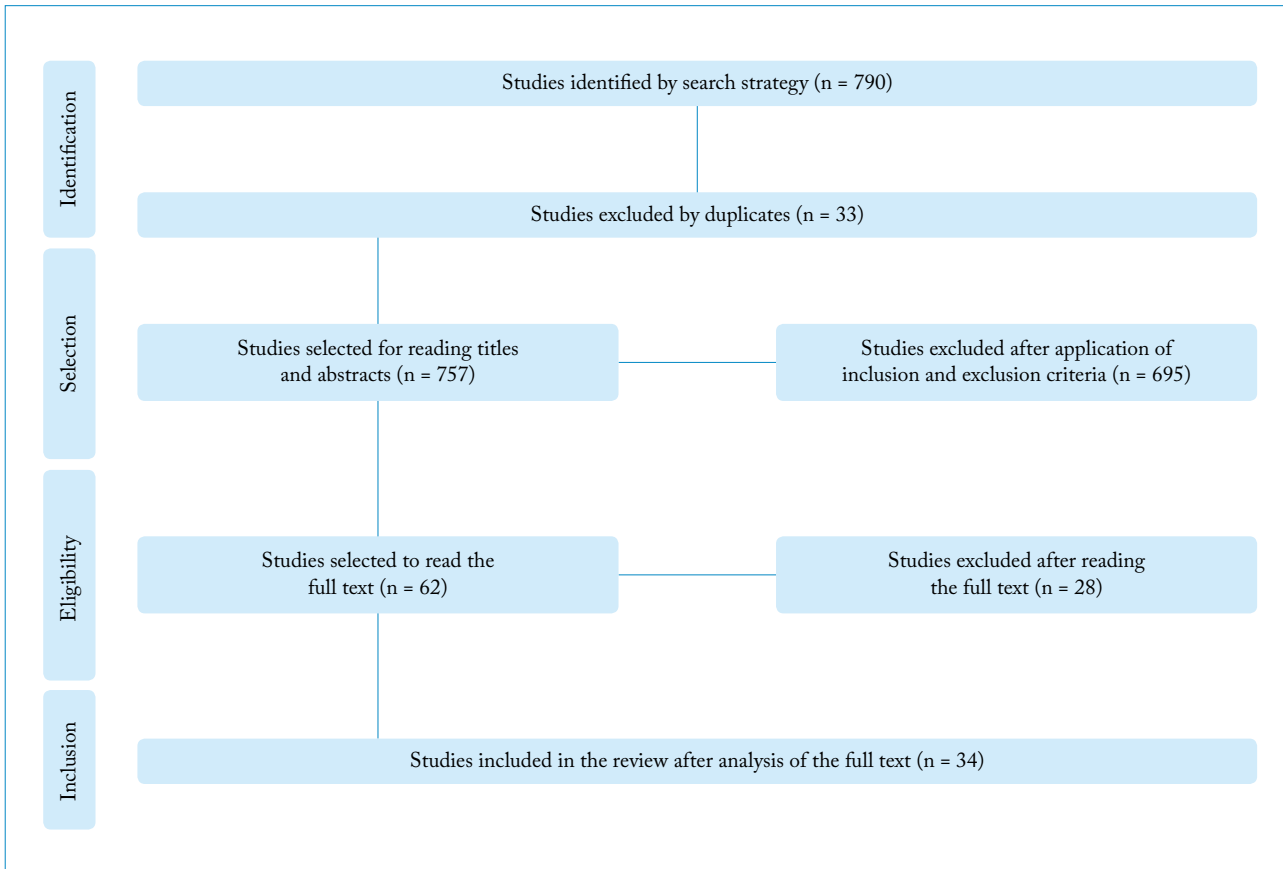 Identification
Studies identified by search strategy (n = 790)
Studies excluded by duplicates (n = 33)
Selection
Studies selected for reading titles
and abstracts (n = 757)
Studies excluded after application of
inclusion and exclusion criteria (n = 695)
Eligibility
Studies selected to read the
full text (n = 62)
Studies excluded after reading
the full text (n = 28)
Inclusion
Studies included in the review after analysis of the full text (n = 34)